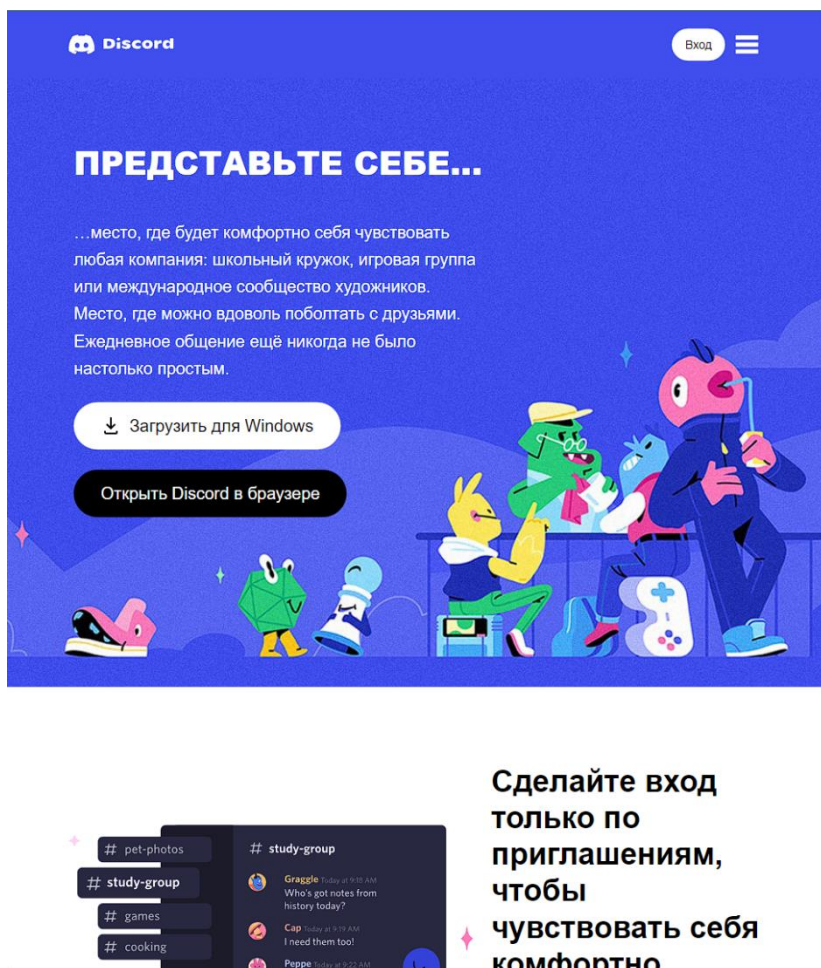 Discord
Вход
ПРЕДСТАВЬТЕ СЕБЕ...
...место, где будет комфортно себя чувствовать
любая компания: школьный кружок, игровая группа
или международное сообщество художников.
Место, где можно вдоволь поболтать с друзьями.
Ежедневное общение ещё никогда не было
настолько простым.
Загрузить для Windows
Открыть Discord в браузере
# pet-photos
# study-group
# games
# cooking
# study-group
Graggle Today at 9:18 AM
Who's got notes from
history today?
Cap Today at 9:19 AM
I need them too!
Peppe Today at 9:22 AM
Сделайте вход
только по
приглашениям,
чтобы
чувствовать себя
комфортно